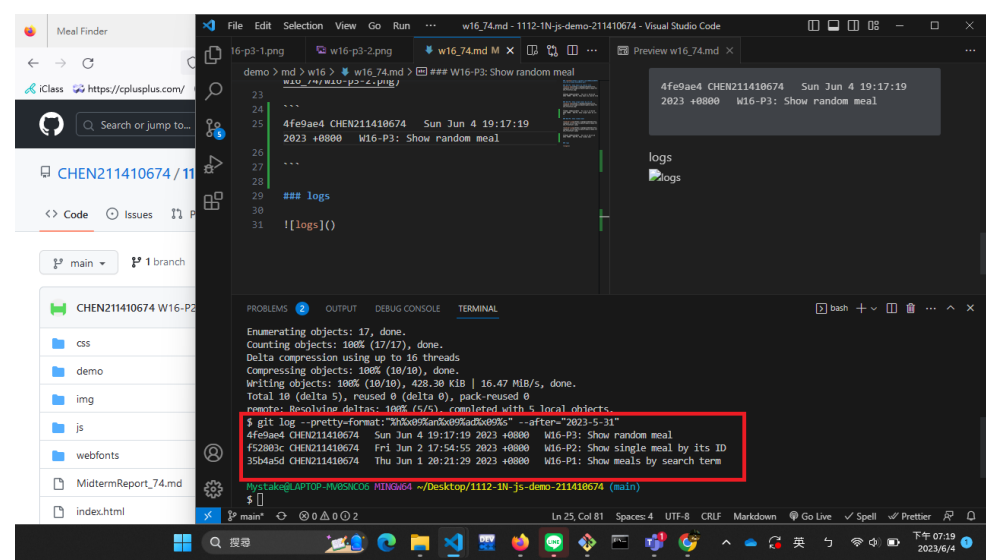 Meal Finder
File Edit Selection View Go Run ··· w16_74.md - 1112-1N-js-demo-211410674 - Visual Studio Code
16-p3-1.png w16-p3-2.png w16_74.md M Preview w16_74.md
demo > md > w16 > w16_74.md > ### W16-P3: Show random meal
iClass https://cplusplus.com/
Search or jump to...
CHEN211410674 / 11
Code Issues
main 1 branch
CHEN211410674 W16-P2
css
demo
img
js
webfonts
MidtermReport_74.md
index.html
w16_74/w16-p3-2.png)
23
24 ```
25 4fe9ae4 CHEN211410674 Sun Jun 4 19:17:19
2023 +0800 W16-P3: Show random meal
26
27 ```
28
29 ### logs
30
31 ![logs]()
4fe9ae4 CHEN211410674 Sun Jun 4 19:17:19
2023 +0800 W16-P3: Show random meal
logs
logs
PROBLEMS 2 OUTPUT DEBUG CONSOLE TERMINAL bash
Enumerating objects: 17, done.
Counting objects: 100% (17/17), done.
Delta compression using up to 16 threads
Compressing objects: 100% (10/10), done.
Writing objects: 100% (10/10), 428.30 KiB | 16.47 MiB/s, done.
Total 10 (delta 5), reused 0 (delta 0), pack-reused 0
remote: Resolving deltas: 100% (5/5), completed with 5 local objects.
$ git log --pretty=format:"%h%x09%an%x09%ad%x09%s" --after="2023-5-31"
4fe9ae4 CHEN211410674 Sun Jun 4 19:17:19 2023 +0800 W16-P3: Show random meal
f52803c CHEN211410674 Fri Jun 2 17:54:55 2023 +0800 W16-P2: Show single meal by its ID
35b4a5d CHEN211410674 Thu Jun 1 20:21:29 2023 +0800 W16-P1: Show meals by search term
Mystake@LAPTOP-MV0SNCO6 MINGW64 ~/Desktop/1112-1N-js-demo-211410674 (main)
$
main* 0 0 2 Ln 25, Col 81 Spaces: 4 UTF-8 CRLF Markdown Go Live Spell Prettier
搜尋
英
下午 07:19
2023/6/4
1